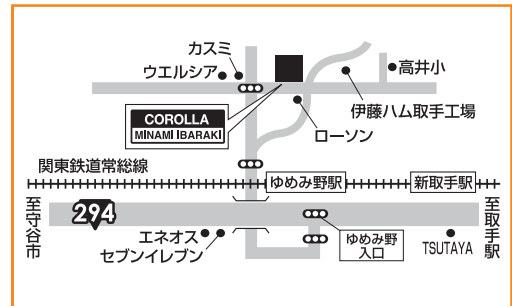 カスミ
ウエルシア
高井小
伊藤ハム取手工場
COROLLA
MINAMI IBARAKI
ローソン
関東鉄道常総線
ゆめみ野駅
新取手駅
至守谷市
294
至取手駅
エネオス
セブンイレブン
ゆめみ野
入口
TSUTAYA